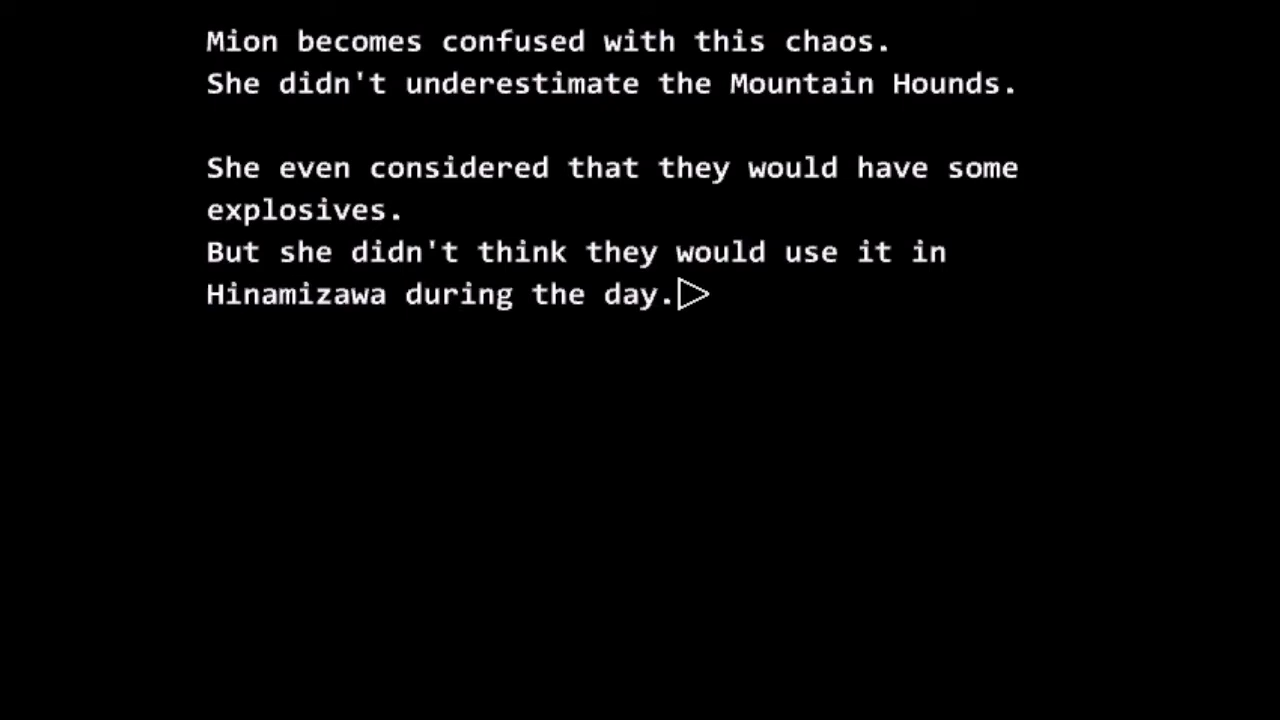 Mion becomes confused with this chaos.
She didn't underestimate the Mountain Hounds.
She even considered that they would have some
explosives.
But she didn't think they would use it in
Hinamizawa during the day.